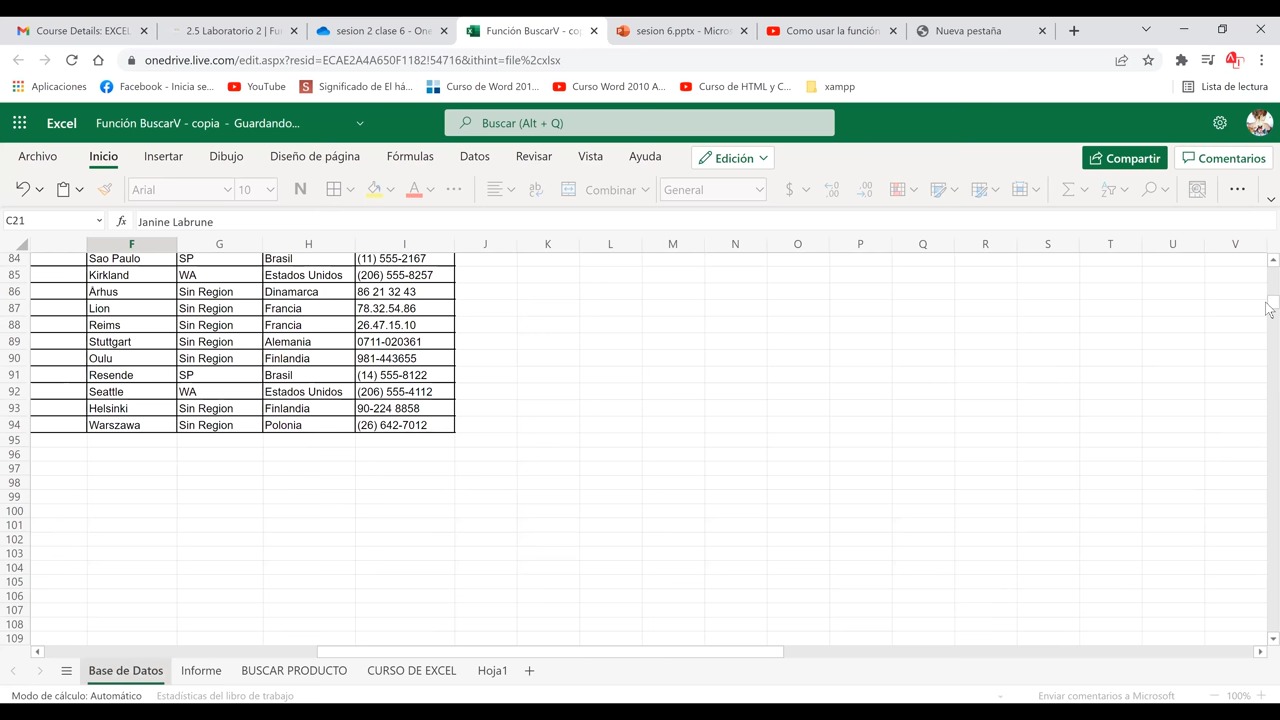 Course Details: EXCEL
2.5 Laboratorio 2 | Fu
sesion 2 clase 6 - One
Función BuscarV - cop
sesion 6.pptx - Micros
Como usar la función
Nueva pestaña
onedrive.live.com/edit.aspx?resid=ECAE2A4A650F1182!54716&ithint=file%2cxlsx
Aplicaciones
Facebook - Inicia se...
YouTube
Significado de El há...
Curso de Word 201...
Curso Word 2010 A...
Curso de HTML y C...
xampp
Lista de lectura
Excel
Función BuscarV - copia - Guardando...
Buscar (Alt + Q)
Archivo Inicio Insertar Dibujo Diseño de página Fórmulas Datos Revisar Vista Ayuda Edición Compartir Comentarios
Arial 10 N A Combinar General $
C21 fx Janine Labrune
F G H I J K L M N O P Q R S T U V
84 Sao Paulo SP Brasil (11) 555-2167
85 Kirkland WA Estados Unidos (206) 555-8257
86 Århus Sin Region Dinamarca 86 21 32 43
87 Lion Sin Region Francia 78.32.54.86
88 Reims Sin Region Francia 26.47.15.10
89 Stuttgart Sin Region Alemania 0711-020361
90 Oulu Sin Region Finlandia 981-443655
91 Resende SP Brasil (14) 555-8122
92 Seattle WA Estados Unidos (206) 555-4112
93 Helsinki Sin Region Finlandia 90-224 8858
94 Warszawa Sin Region Polonia (26) 642-7012
95
96
97
98
99
100
101
102
103
104
105
106
107
108
109
Base de Datos Informe BUSCAR PRODUCTO CURSO DE EXCEL Hoja1
Modo de cálculo: Automático Estadísticas del libro de trabajo Enviar comentarios a Microsoft 100%